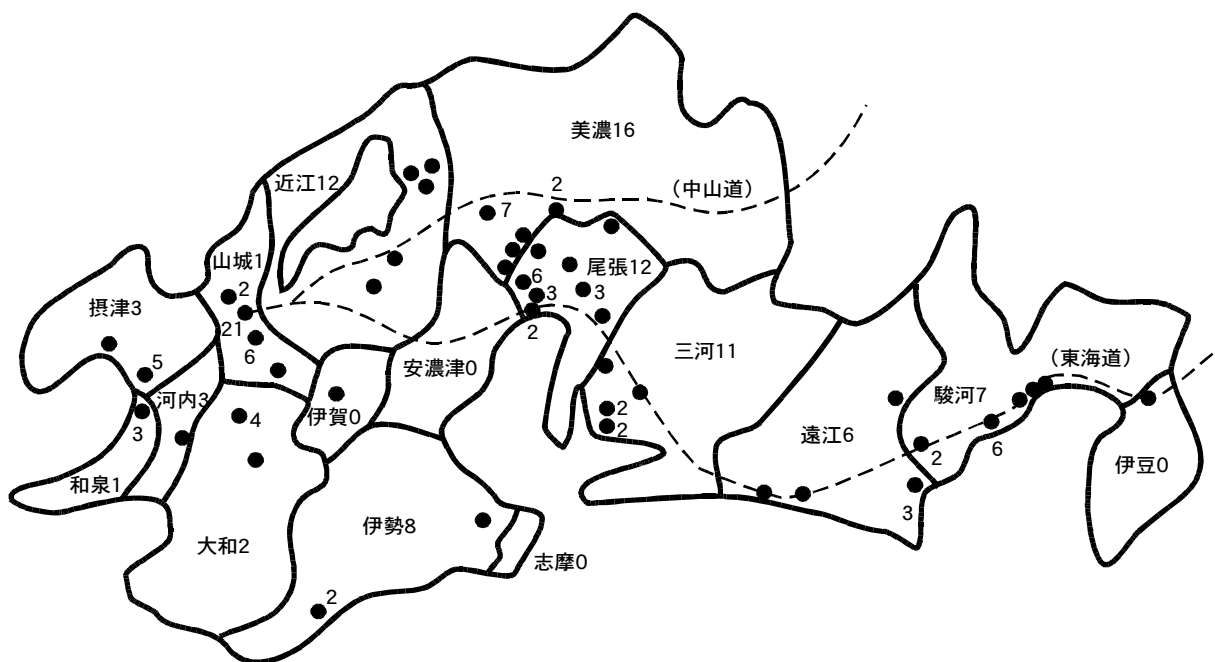 美濃16
近江12
2
(中山道)
7
山城1
尾張12
6
2
3
3
摂津3
21
2
三河11
6
安濃津0
(東海道)
5
河内3
伊賀0
駿河7
4
2
3
2
遠江6
2
6
伊豆0
和泉1
3
伊勢8
大和2
志摩0
2